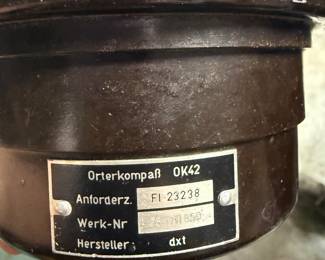 Orterkompaß OK42
Anforderz. Fl 23238
Werk-Nr
Hersteller dxt